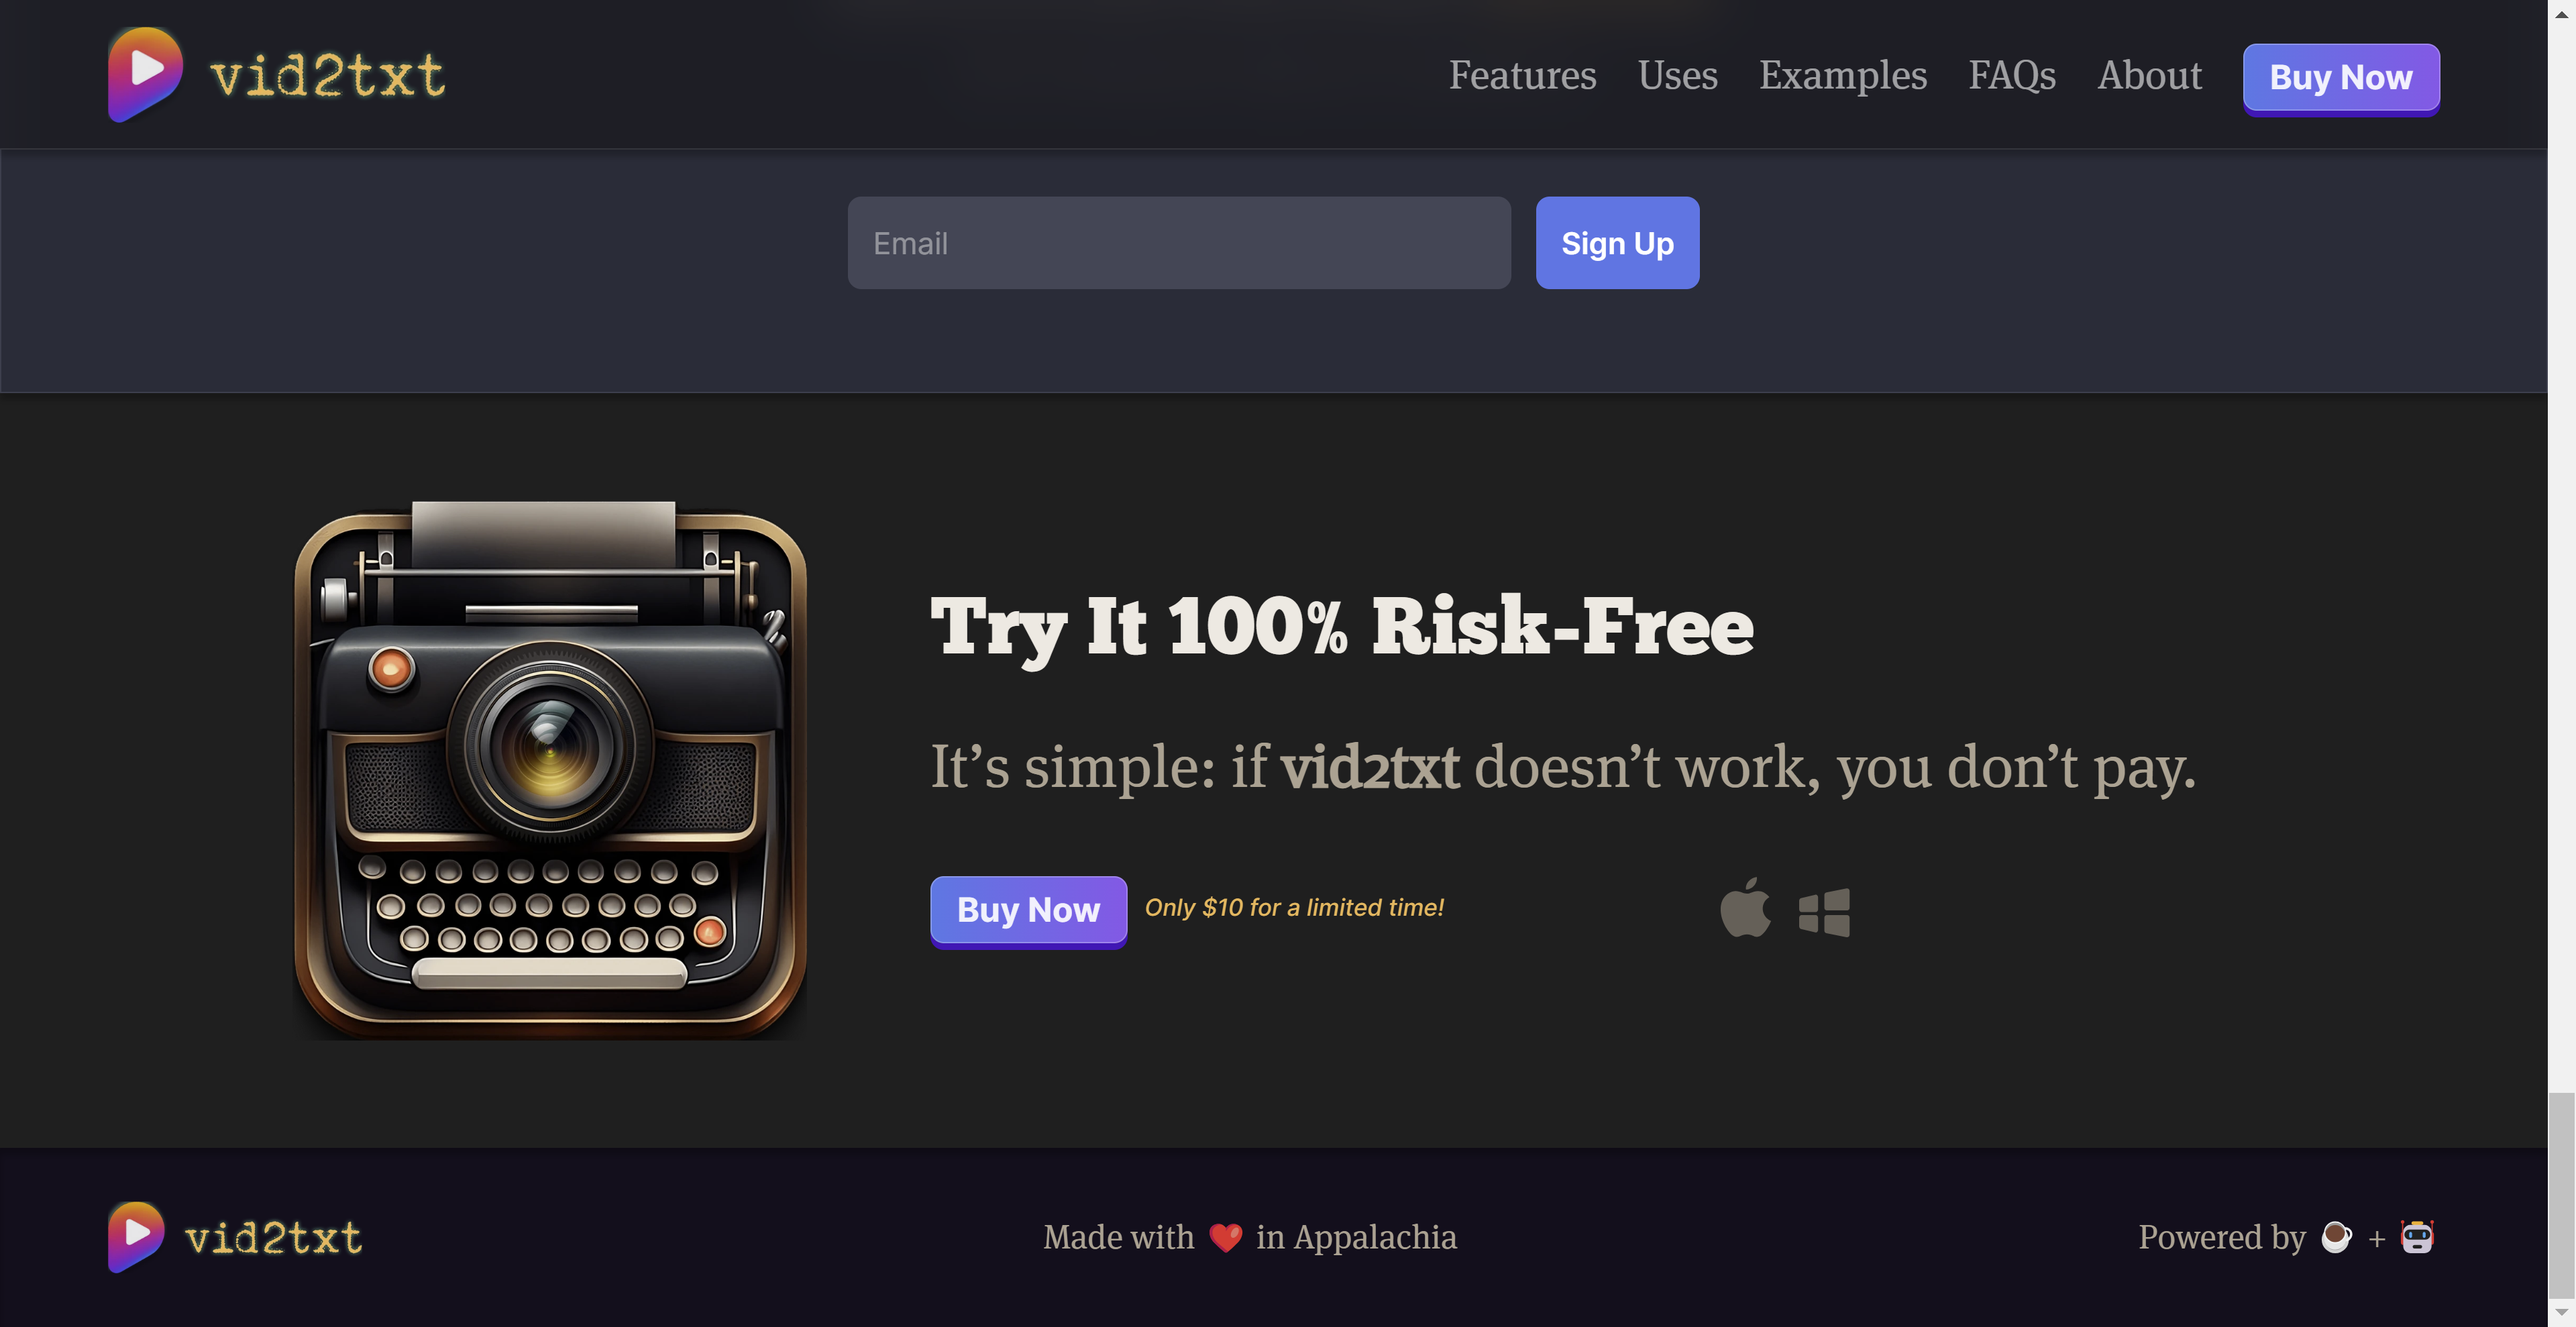 vid2txt
Features Uses Examples FAQs About Buy Now
Email Sign Up
Try It 100% Risk-Free
It’s simple: if vid2txt doesn’t work, you don’t pay.
Buy Now Only $10 for a limited time!
vid2txt
Made with ❤️ in Appalachia
Powered by ☕ + 🤖